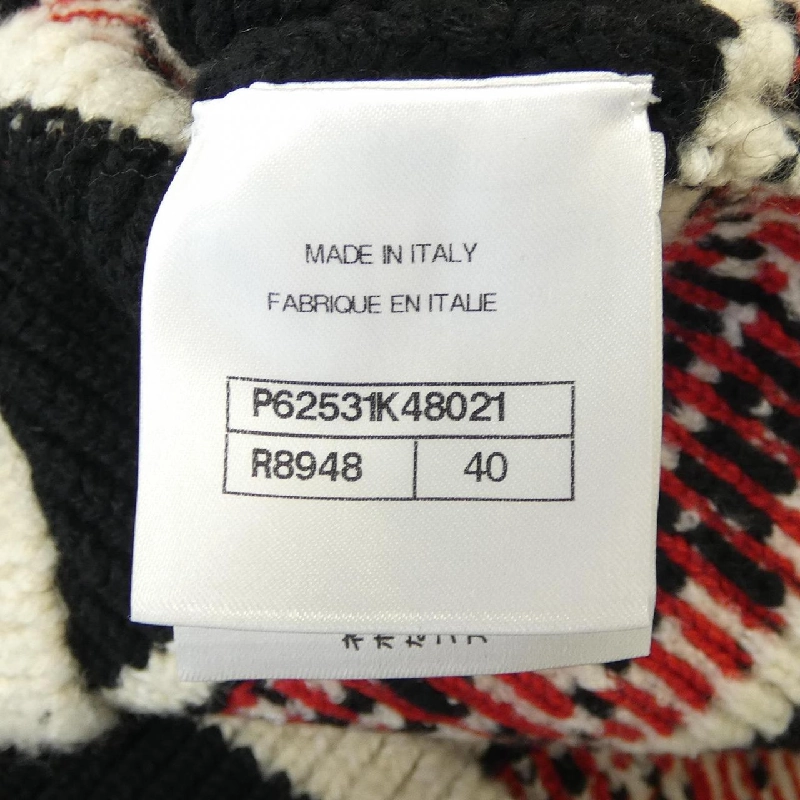 MADE IN ITALY
FABRIQUE EN ITALIE
P62531K48021
R8948 40